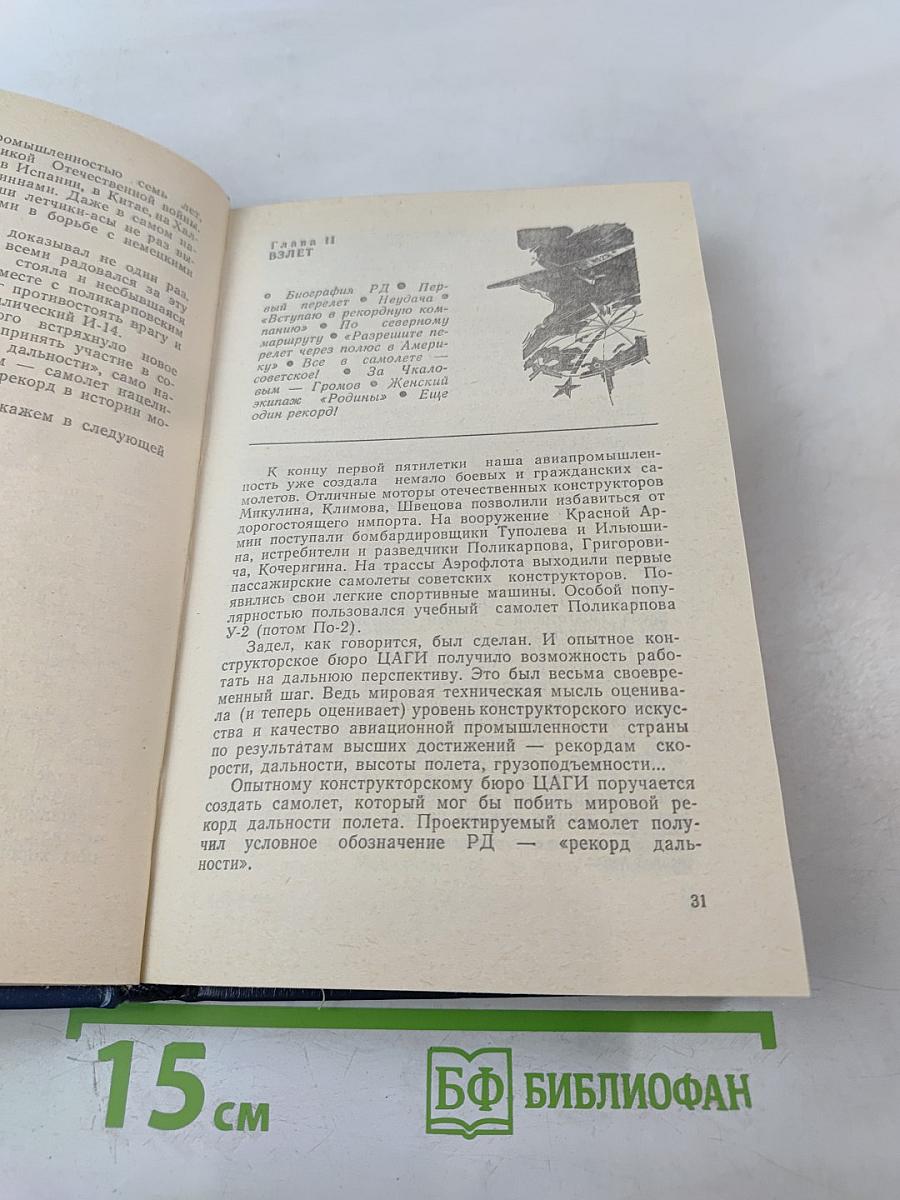 ромышленностью семь лет,
икой Отечественной войны.
в Испании, в Китае, на Хал-
иннами. Даже в самом на-
ши летчики-асы не раз вы-
ми в борьбе с немецкими
доказывал не один раз.
всеми радовался за эту
стояла и несбывшаяся
месте с поликарповским
противостоять врагу и
ллический И-14.
ого встряхнуло новое
принять участие в со-
дальности», само на-
м — самолет нацели-
рекорд в истории мо-
кажем в следующей
Глава II
ВЗЛЕТ
• Биография РД • Пер-
вый перелет • Неудача •
«Вступаю в рекордную ком-
панию» • По северному
маршруту • «Разрешите пе-
релет через полюс в Амери-
ку» • Все в самолете —
советское! • За Чкало-
вым — Громов • Женский
экипаж «Родины» • Еще
один рекорд!
К концу первой пятилетки наша авиапромышлен-
ность уже создала немало боевых и гражданских са-
молетов. Отличные моторы отечественных конструкторов
Микулина, Климова, Швецова позволили избавиться от
дорогостоящего импорта. На вооружение Красной Ар-
мии поступали бомбардировщики Туполева и Ильюши-
на, истребители и разведчики Поликарпова, Григорови-
ча, Кочеригина. На трассы Аэрофлота выходили первые
пассажирские самолеты советских конструкторов. По-
явились свои легкие спортивные машины. Особой попу-
лярностью пользовался учебный самолет Поликарпова
У-2 (потом По-2).
Задел, как говорится, был сделан. И опытное кон-
структорское бюро ЦАГИ получило возможность рабо-
тать на дальнюю перспективу. Это был весьма своевре-
менный шаг. Ведь мировая техническая мысль оценива-
ла (и теперь оценивает) уровень конструкторского искус-
ства и качество авиационной промышленности страны
по результатам высших достижений — рекордам ско-
рости, дальности, высоты полета, грузоподъемности...
Опытному конструкторскому бюро ЦАГИ поручается
создать самолет, который мог бы побить мировой ре-
корд дальности полета. Проектируемый самолет полу-
чил условное обозначение РД — «рекорд даль-
ности».
31
15 см
БФ БИБЛИОФАН